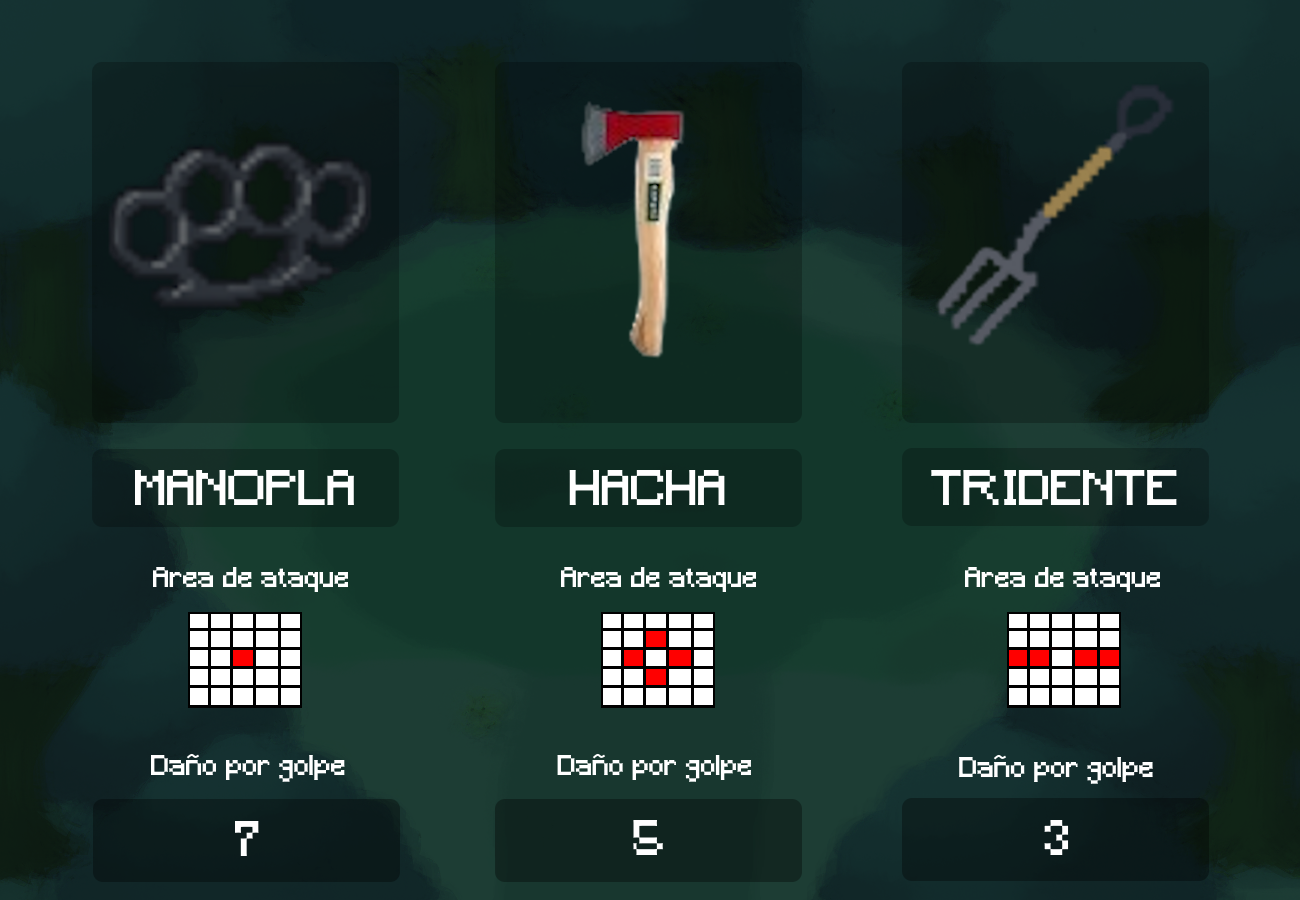 MANOPLA
HACHA
TRIDENTE
Area de ataque
Area de ataque
Area de ataque
Daño por golpe
Daño por golpe
Daño por golpe
7
5
3